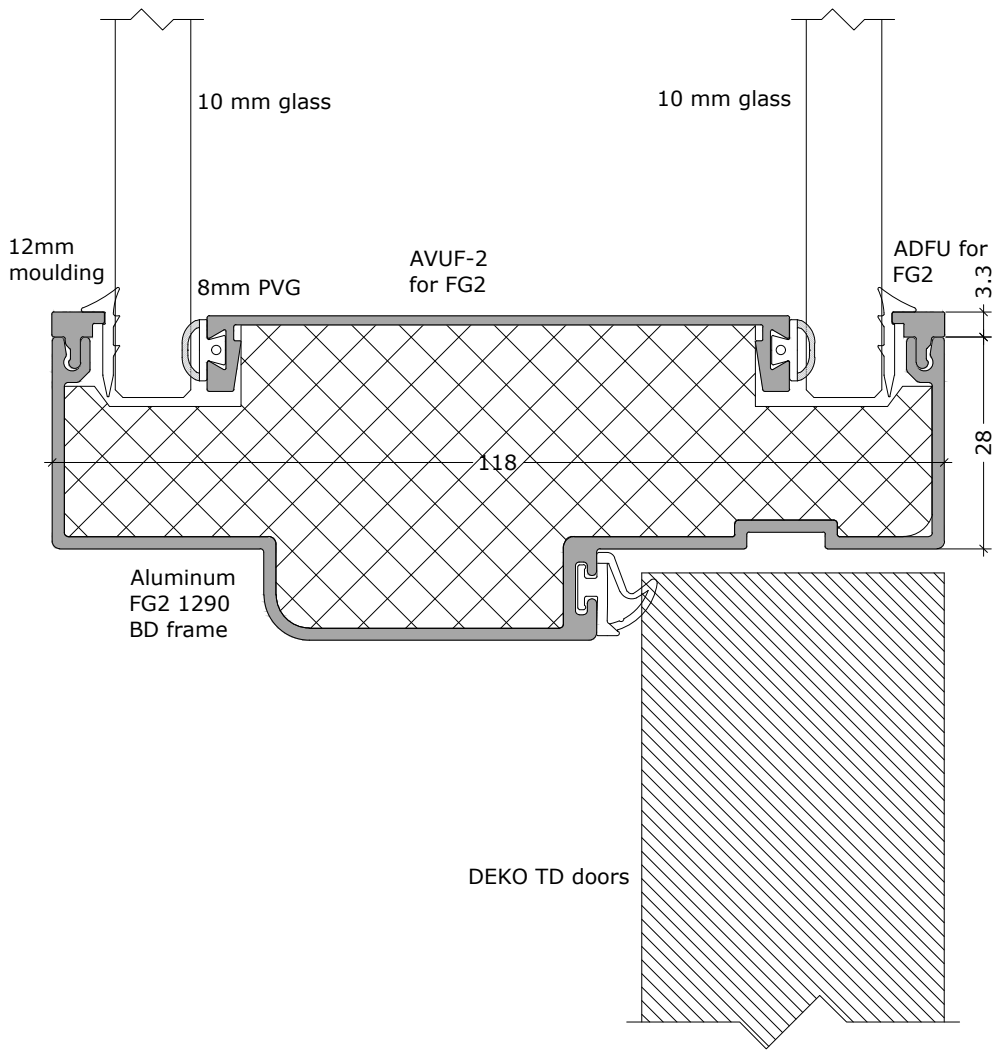 10 mm glass
10 mm glass
12mm
moulding
8mm PVG
AVUF-2
for FG2
ADFU for
FG2
3.3
118
28
Aluminum
FG2 1290
BD frame
DEKO TD doors